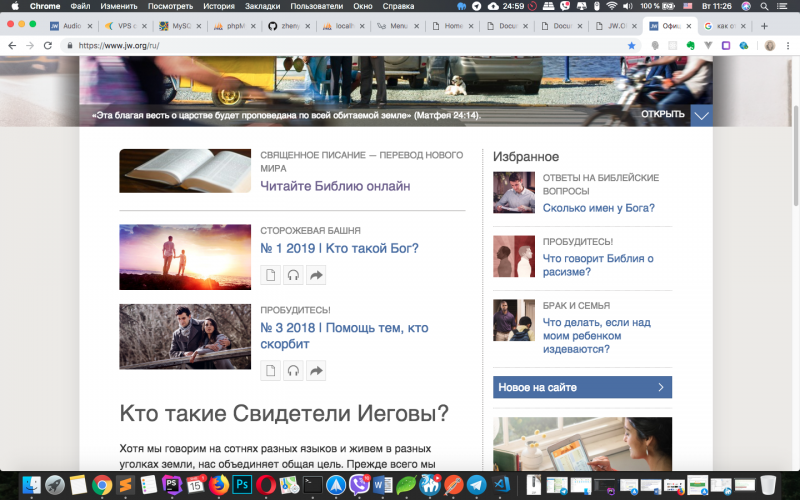 Chrome Файл Изменить Посмотреть История Закладки Пользователи Окно Справка
24:59 100 % Вт 11:26
Audio
VPS
MySQ
phpM
zhen
local
Menu
Home
Docu
Docu
JW.O
Офиц
как от
https://www.jw.org/ru/
«Эта благая весть о царстве будет проповедана по всей обитаемой земле» (Матфея 24:14).
ОТКРЫТЬ
СВЯЩЕННОЕ ПИСАНИЕ — ПЕРЕВОД НОВОГО
МИРА
Читайте Библию онлайн
СТОРОЖЕВАЯ БАШНЯ
№ 1 2019 | Кто такой Бог?
ПРОБУДИТЕСЬ!
№ 3 2018 | Помощь тем, кто
скорбит
Кто такие Свидетели Иеговы?
Хотя мы говорим на сотнях разных языков и живем в разных
уголках земли, нас объединяет общая цель. Прежде всего мы
Избранное
ОТВЕТЫ НА БИБЛЕЙСКИЕ
ВОПРОСЫ
Сколько имен у Бога?
ПРОБУДИТЕСЬ!
Что говорит Библия о
расизме?
БРАК И СЕМЬЯ
Что делать, если над
моим ребенком
издеваются?
Новое на сайте